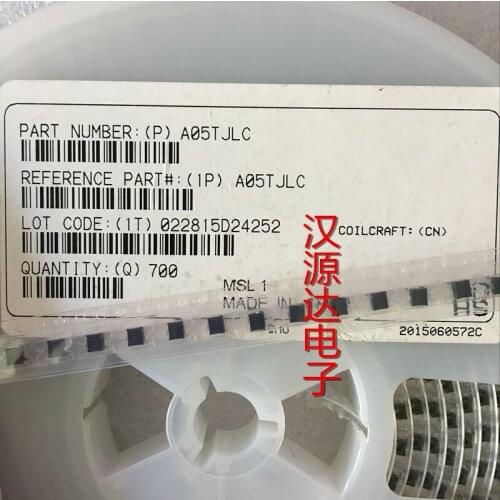 PART NUMBER:(P) A05TJLC
REFERENCE PART#:(1P) A05TJLC
LOT CODE:(1T) 022815D24252
COILCRAFT:(CN)
QUANTITY:(Q) 700
MSL 1
MADE IN
HS
2015060572C
汉源达电子